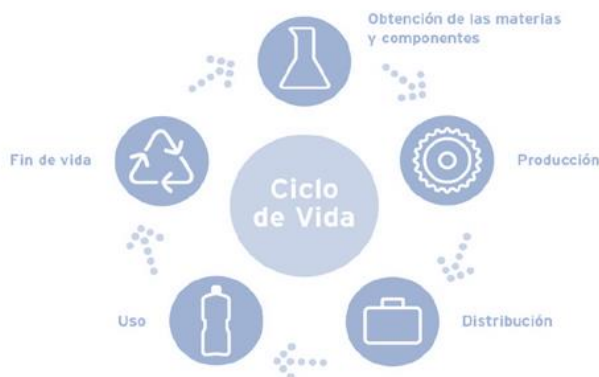 Obtención de las materias
y componentes
Fin de vida
Producción
Ciclo
de Vida
Uso
Distribución